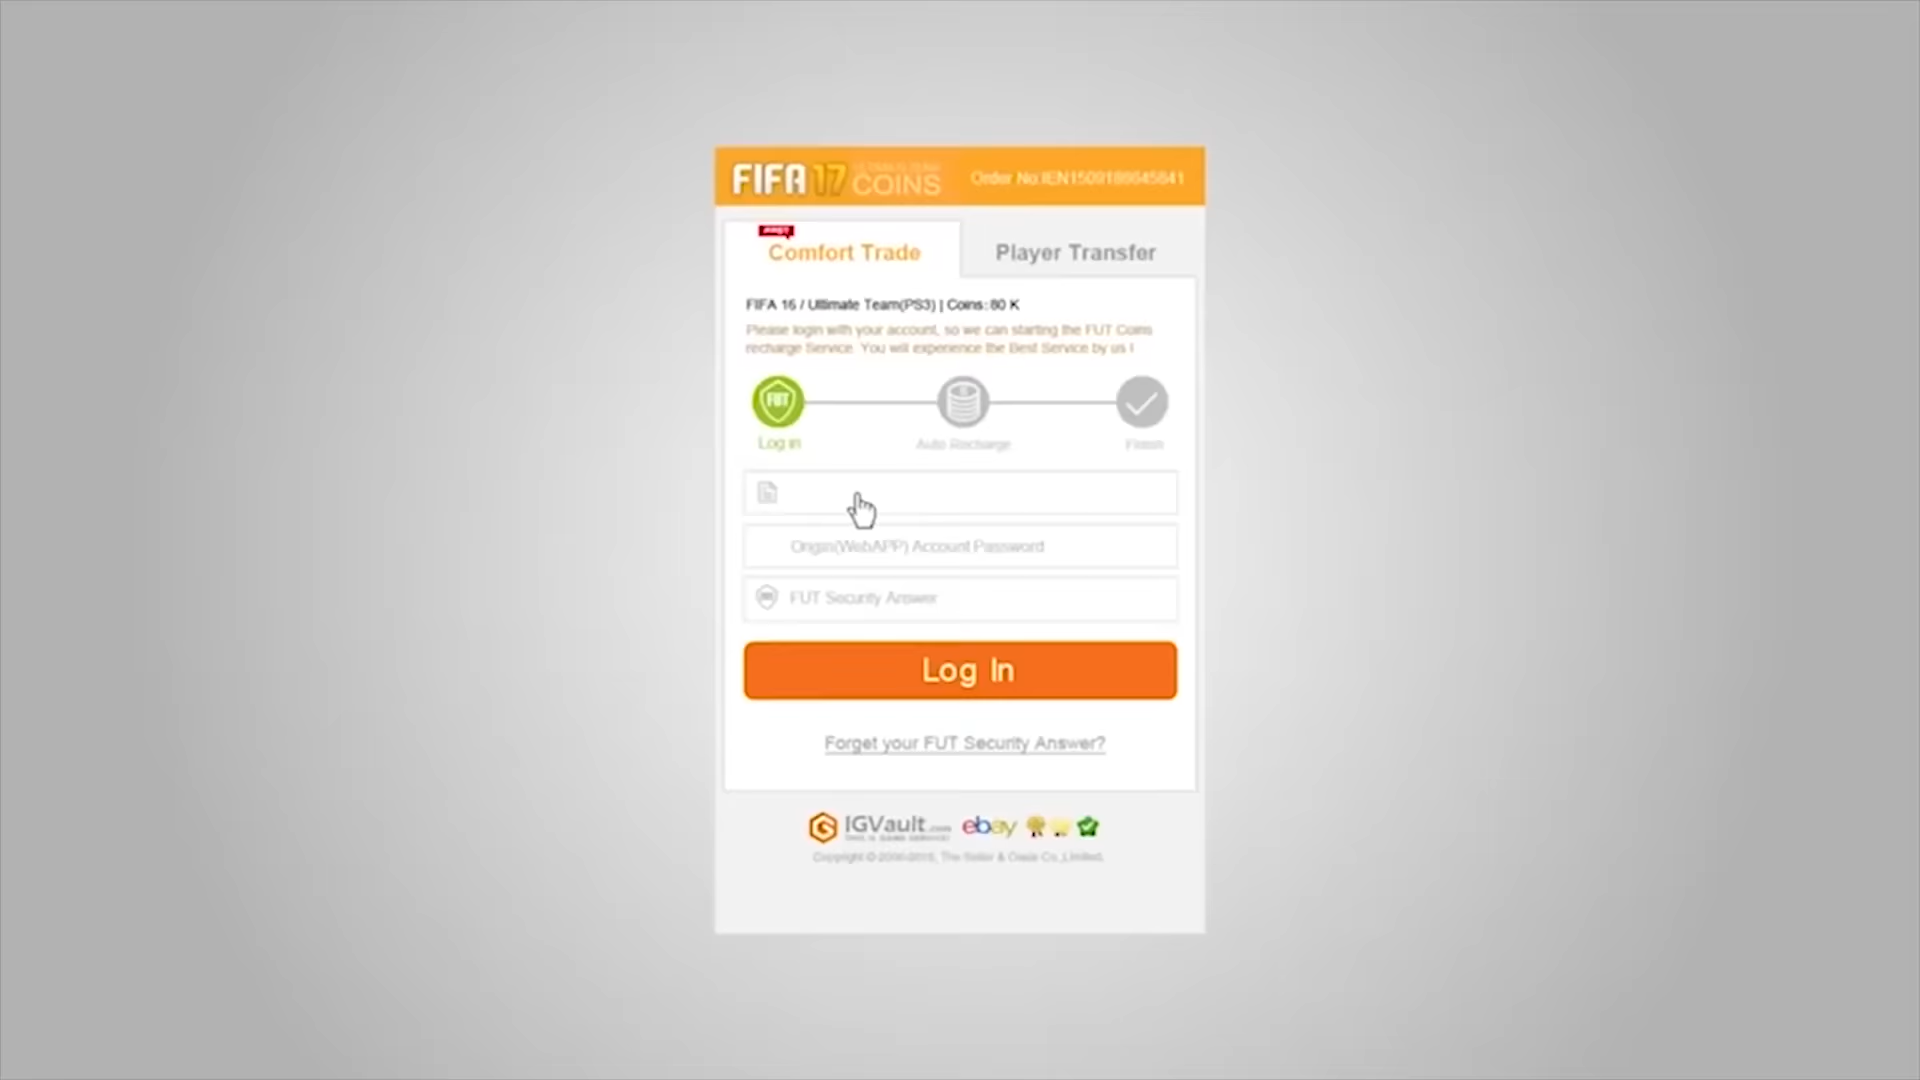 FIFA 17 COINS
Order No:IEN1509186645841
Comfort Trade
Player Transfer
FIFA 16 / Ultimate Team(PS3) | Coins: 80 K
Please login with your account, so we can starting the FUT Coins
recharge Service. You will experience the Best Service by us !
FUT
Log in
Auto Recharge
Finish
Origin(WebAPP) Account Password
FUT Security Answer
Log In
Forget your FUT Security Answer?
IGVault.com
ebay